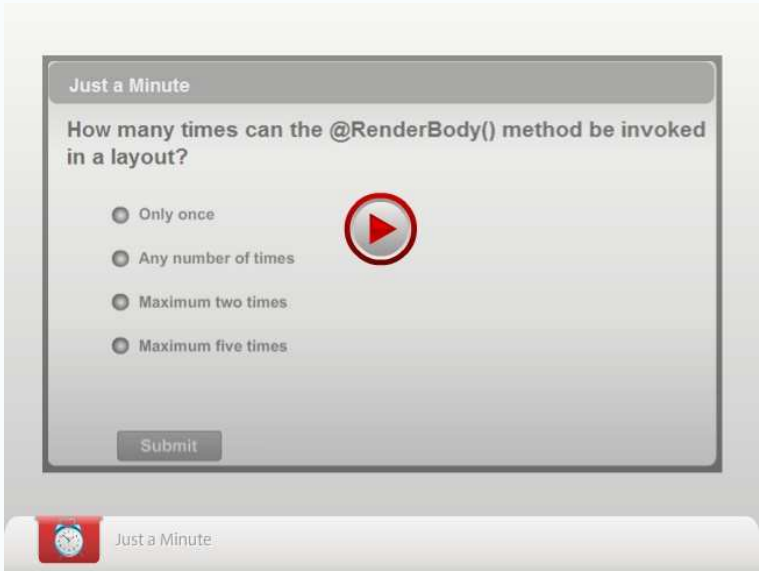 Just a Minute
How many times can the @RenderBody() method be invoked
in a layout?
Only once
Any number of times
Maximum two times
Maximum five times
Submit
Just a Minute